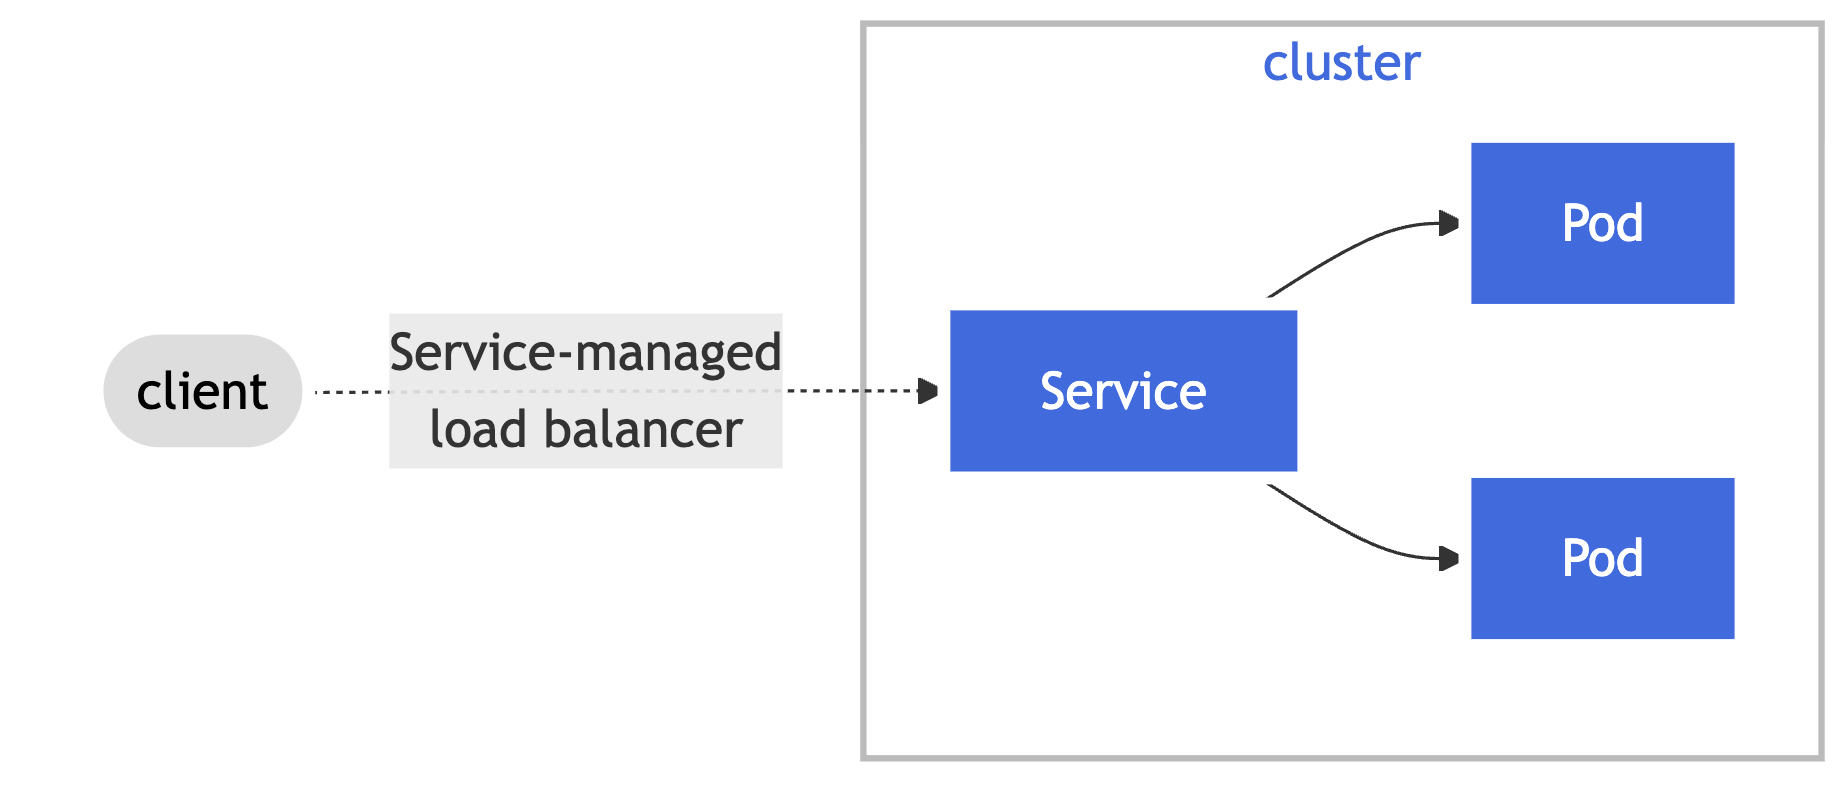 cluster
client
Service-managed
load balancer
Service
Pod
Pod